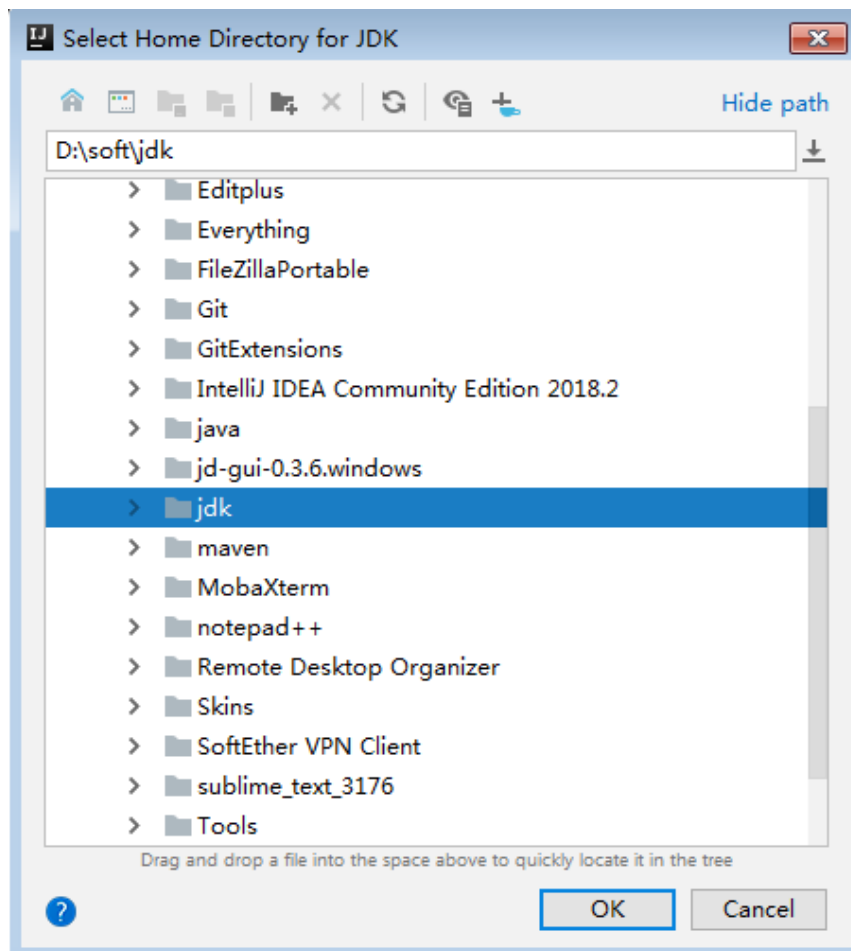 IJ Select Home Directory for JDK
Hide path
D:\soft\jdk
Editplus
Everything
FileZillaPortable
Git
GitExtensions
IntelliJ IDEA Community Edition 2018.2
java
jd-gui-0.3.6.windows
jdk
maven
MobaXterm
notepad++
Remote Desktop Organizer
Skins
SoftEther VPN Client
sublime_text_3176
Tools
Drag and drop a file into the space above to quickly locate it in the tree
? OK Cancel